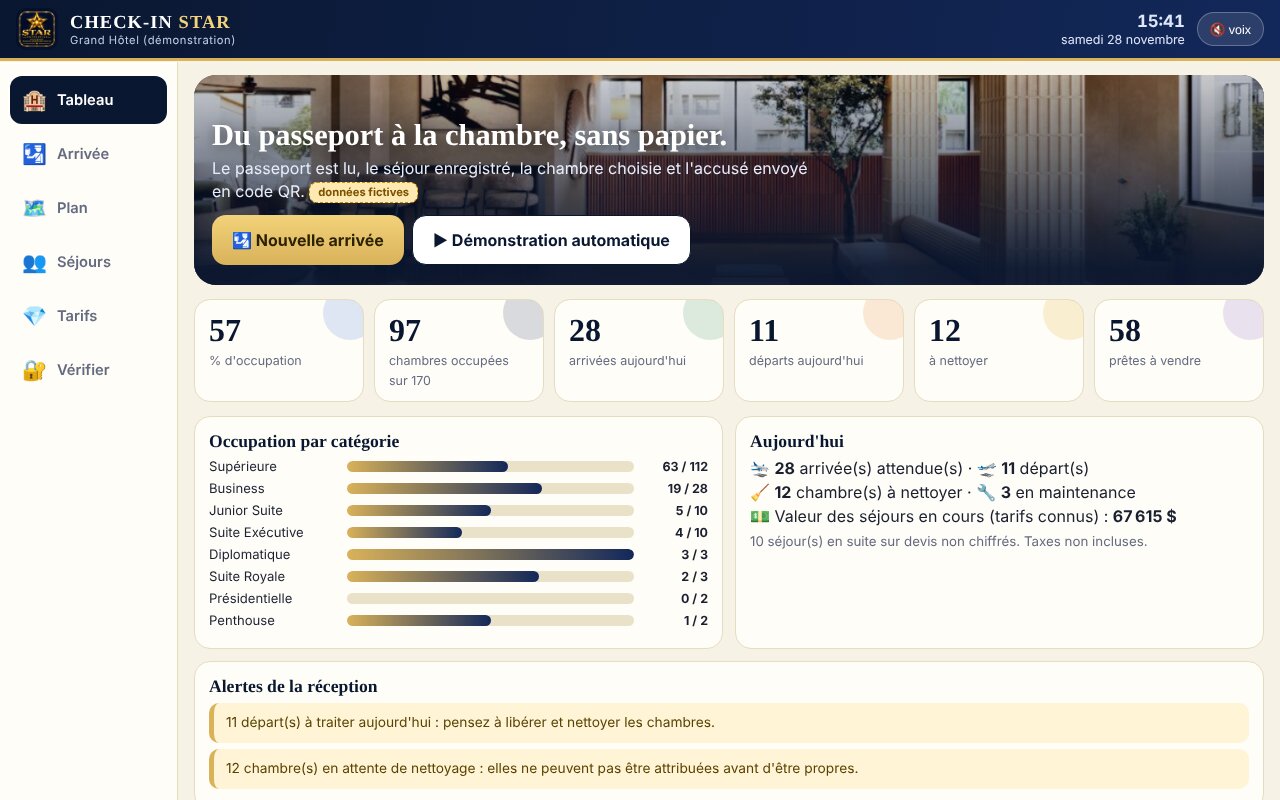 STAR
CHECK-IN STAR
Grand Hôtel (démonstration)
15:41
samedi 28 novembre
voix
Tableau
Arrivée
Plan
Séjours
Tarifs
Vérifier
Du passeport à la chambre, sans papier.
Le passeport est lu, le séjour enregistré, la chambre choisie et l'accusé envoyé
en code QR. données fictives
Nouvelle arrivée
▶ Démonstration automatique
57
% d'occupation
97
chambres occupées
sur 170
28
arrivées aujourd'hui
11
départs aujourd'hui
12
à nettoyer
58
prêtes à vendre
Occupation par catégorie
Supérieure 63 / 112
Business 19 / 28
Junior Suite 5 / 10
Suite Exécutive 4 / 10
Diplomatique 3 / 3
Suite Royale 2 / 3
Présidentielle 0 / 2
Penthouse 1 / 2
Aujourd'hui
28 arrivée(s) attendue(s) · 11 départ(s)
12 chambre(s) à nettoyer · 3 en maintenance
Valeur des séjours en cours (tarifs connus) : 67 615 $
10 séjour(s) en suite sur devis non chiffrés. Taxes non incluses.
Alertes de la réception
11 départ(s) à traiter aujourd'hui : pensez à libérer et nettoyer les chambres.
12 chambre(s) en attente de nettoyage : elles ne peuvent pas être attribuées avant d'être propres.